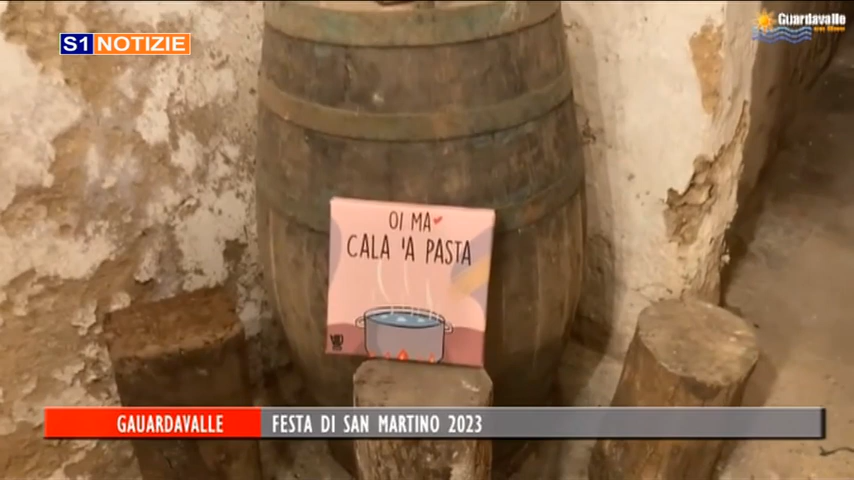 S1 NOTIZIE
Guardavalle
OI MA
CALA 'A PASTA
GAUARDAVALLE
FESTA DI SAN MARTINO 2023